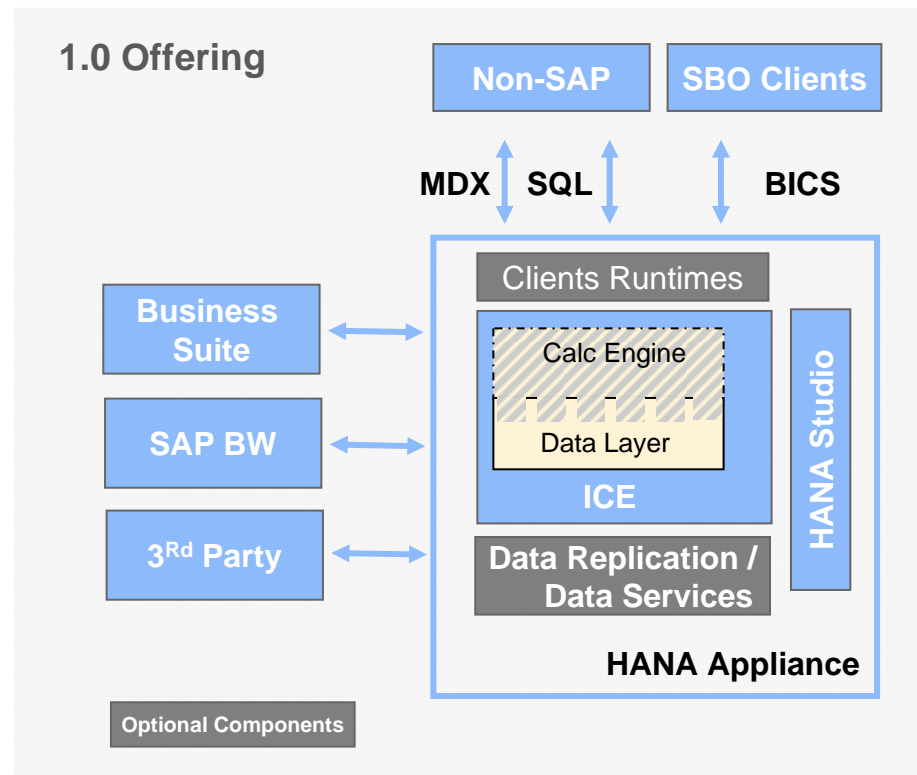 1.0 Offering
Non-SAP
SBO Clients
MDX
SQL
BICS
Clients Runtimes
Business
Suite
Calc Engine
HANA Studio
SAP BW
Data Layer
ICE
3Rd Party
Data Replication /
Data Services
HANA Appliance
Optional Components